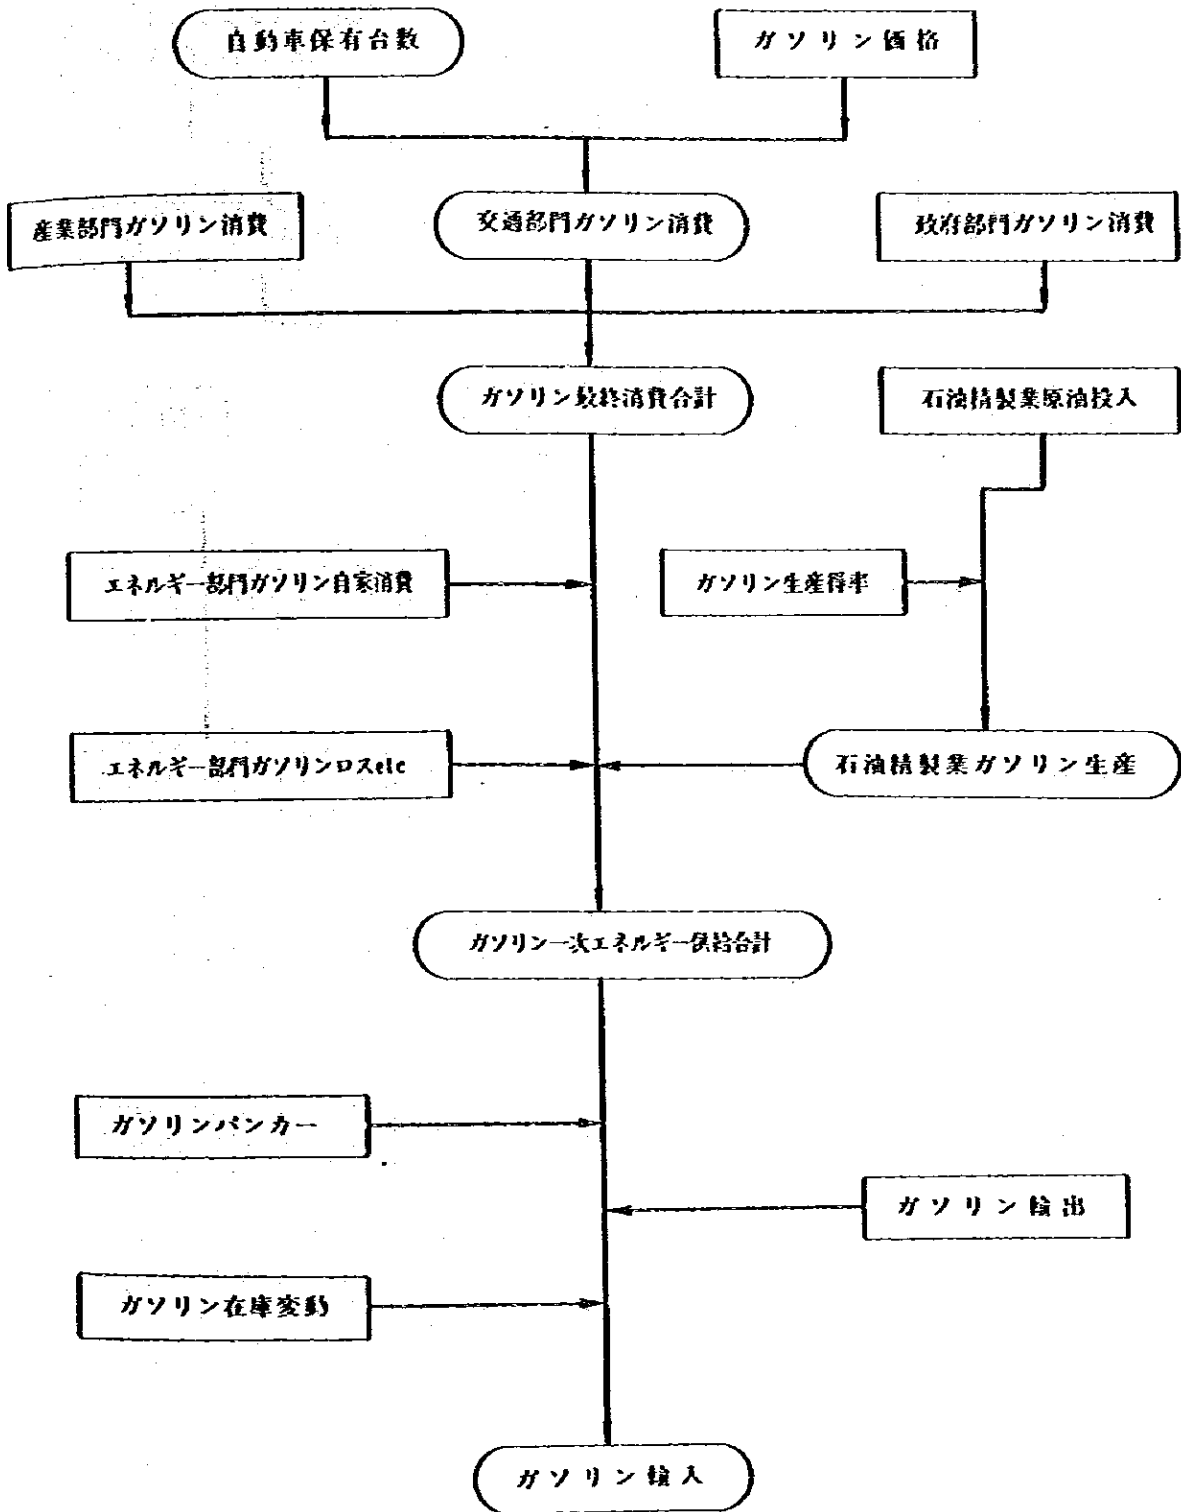 自動車保有台数
ガソリン価格
産業部門ガソリン消費
交通部門ガソリン消費
政府部門ガソリン消費
ガソリン最終消費合計
石油精製業原油投入
エネルギー部門ガソリン自家消費
ガソリン生産得率
エネルギー部門ガソリンロスetc
石油精製業ガソリン生産
ガソリン一次エネルギー供給合計
ガソリンバンカー
ガソリン輸出
ガソリン在庫変動
ガソリン輸入